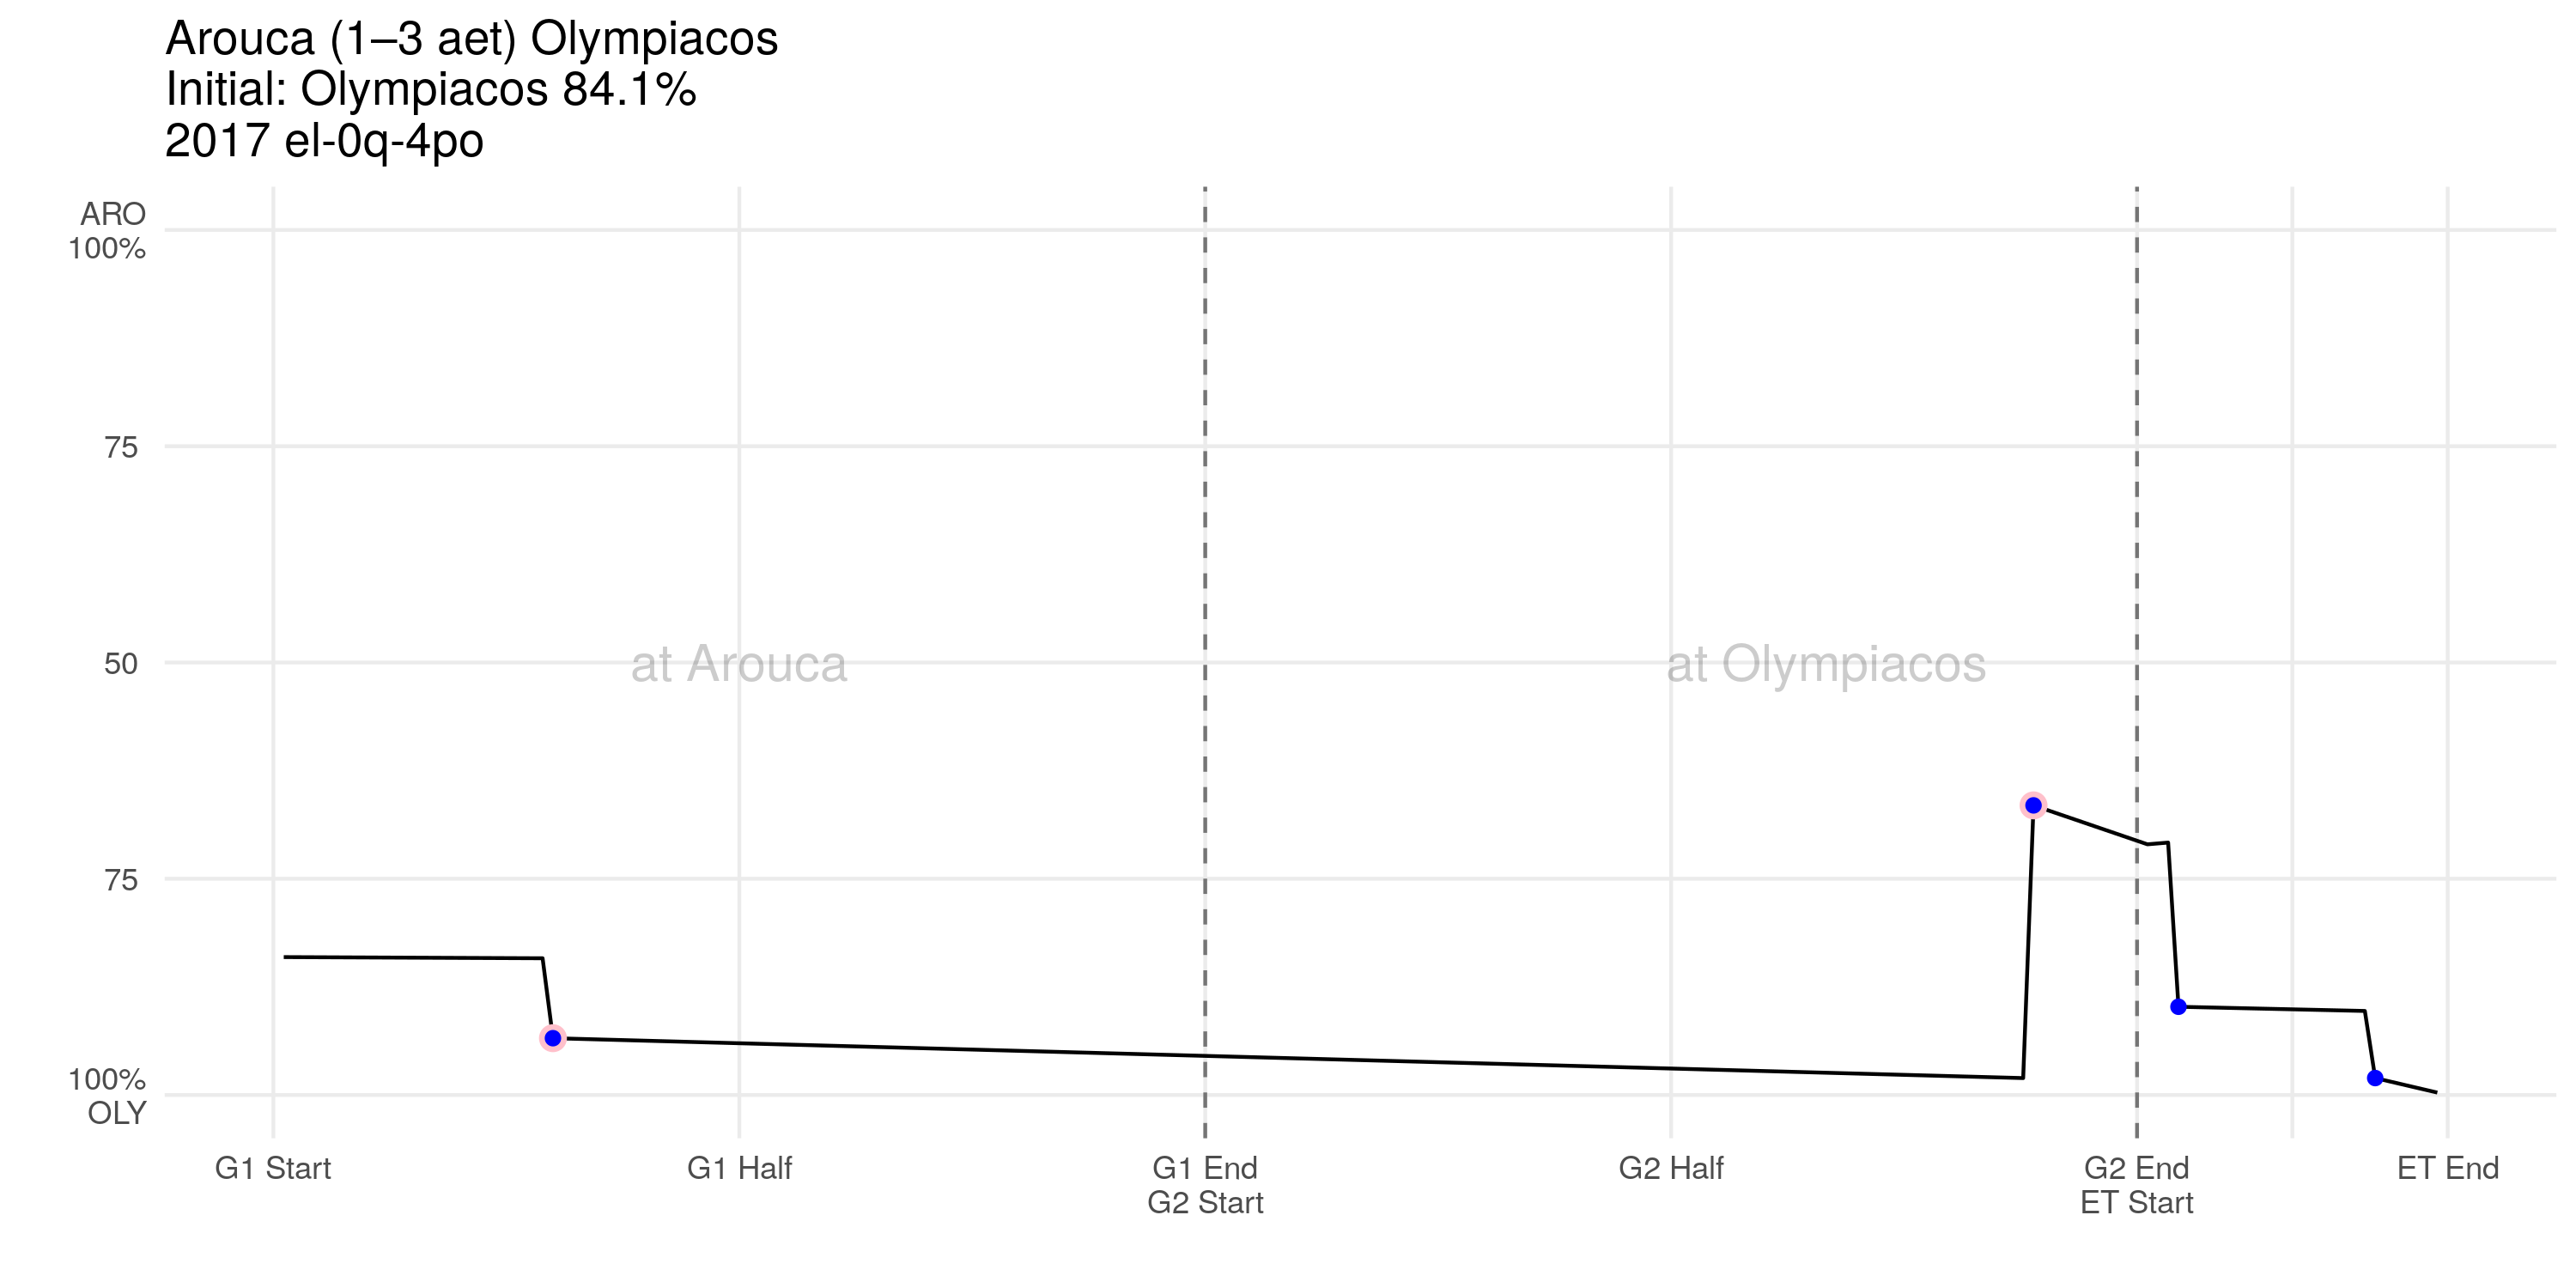 Arouca (1–3 aet) Olympiacos
Initial: Olympiacos 84.1%
2017 el-0q-4po
ARO
100%
75
50
75
100%
OLY
at Arouca
at Olympiacos
G1 Start
G1 Half
G1 End
G2 Start
G2 Half
G2 End
ET Start
ET End